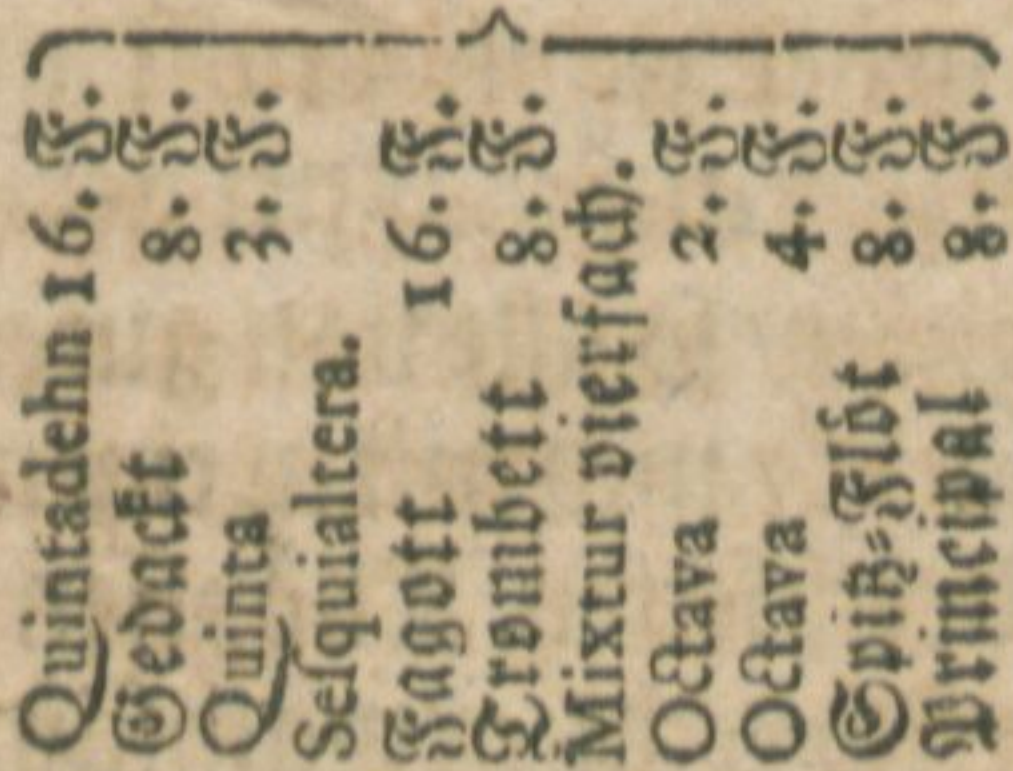 Quintadehn 16. F.
Gedackt 8. F.
Quinta 3. F.
Sesquialtera.
Fagott 16. F.
Trombett 8. F.
Mixtur vierfach.
Octava 2. F.
Octava 4. F.
Spitz-Flöt 8. F.
Principal 8. F.